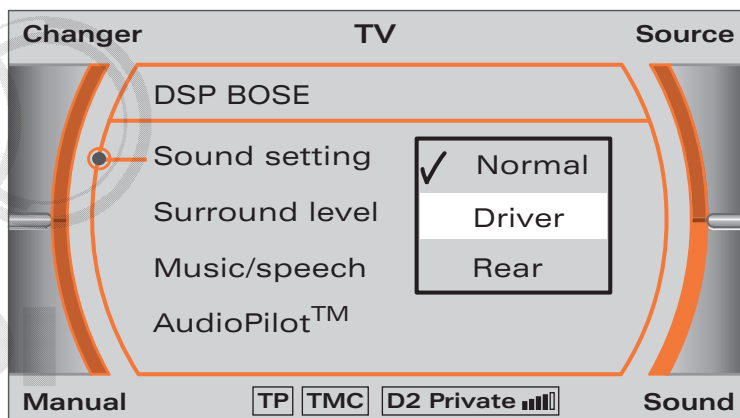 Changer TV Source
DSP BOSE
Sound setting
Surround level
Music/speech
AudioPilot™
✓ Normal
Driver
Rear
Manual TP TMC D2 Private Sound